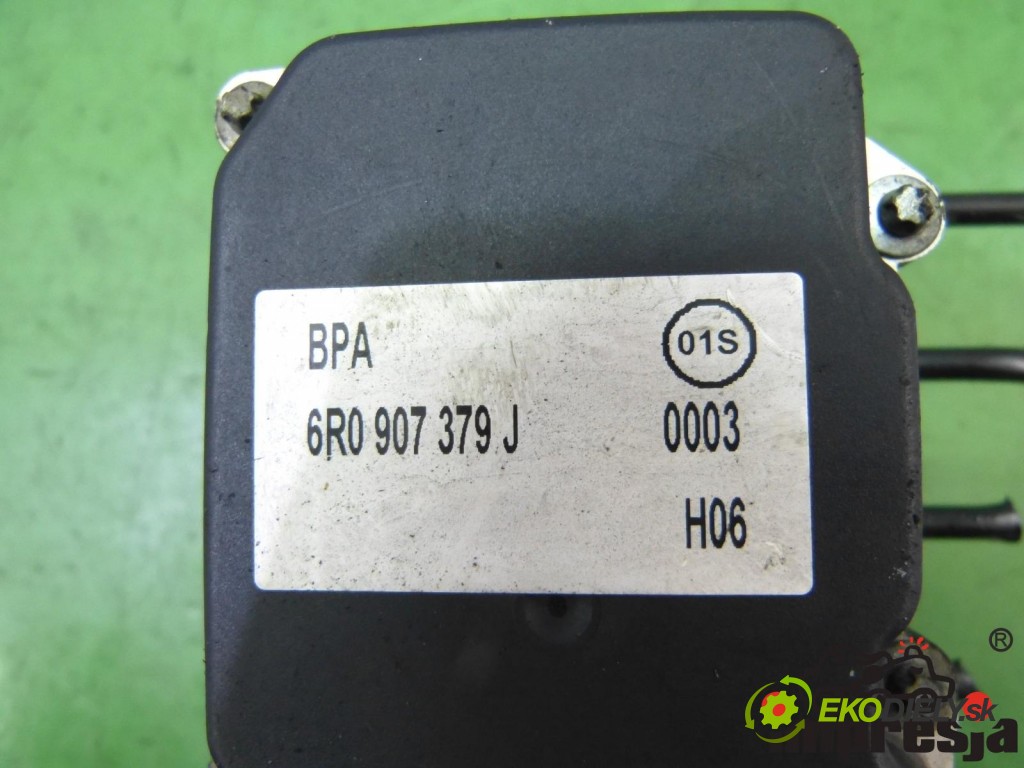 BPA 01S
6R0 907 379 J 0003
H06
®
EKODIELY.sk